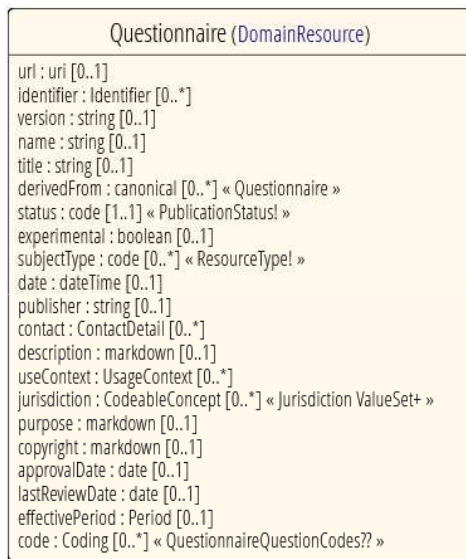 Questionnaire (DomainResource)
url : uri [0..1]
identifier : Identifier [0..*]
version : string [0..1]
name : string [0..1]
title : string [0..1]
derivedFrom : canonical [0..*] « Questionnaire »
status : code [1..1] « PublicationStatus! »
experimental : boolean [0..1]
subjectType : code [0..*] « ResourceType! »
date : dateTime [0..1]
publisher : string [0..1]
contact : ContactDetail [0..*]
description : markdown [0..1]
useContext : UsageContext [0..*]
jurisdiction : CodeableConcept [0..*] « Jurisdiction ValueSet+ »
purpose : markdown [0..1]
copyright : markdown [0..1]
approvalDate : date [0..1]
lastReviewDate : date [0..1]
effectivePeriod : Period [0..1]
code : Coding [0..*] « QuestionnaireQuestionCodes?? »